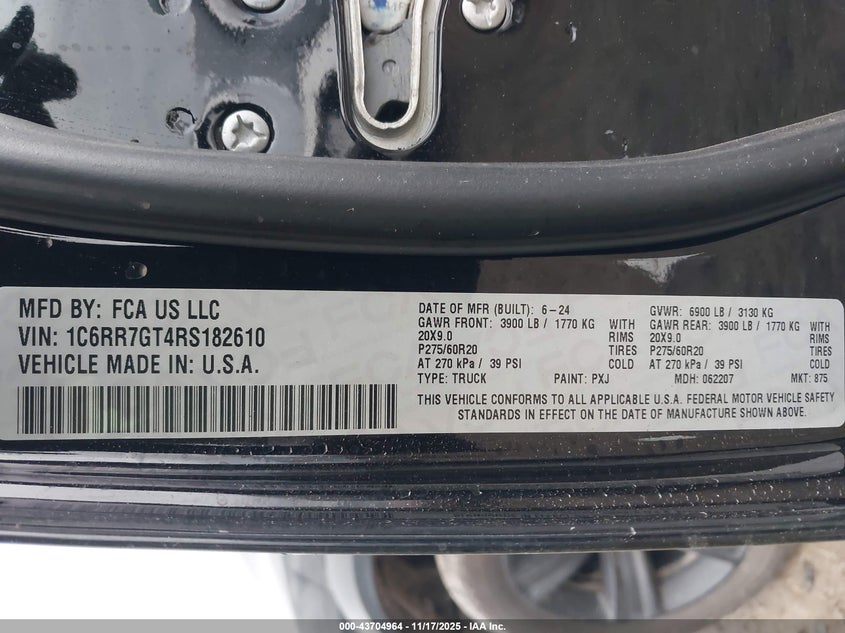 MFD BY: FCA US LLC
VIN: 1C6RR7GT4RS182610
VEHICLE MADE IN: U.S.A.
DATE OF MFR (BUILT): 6-24
GAWR FRONT: 3900 LB / 1770 KG WITH
20X9.0 RIMS
P275/60R20 TIRES
AT 270 kPa / 39 PSI COLD
TYPE: TRUCK PAINT: PXJ
GVWR: 6900 LB / 3130 KG
GAWR REAR: 3900 LB / 1770 KG WITH
20X9.0 RIMS
P275/60R20 TIRES
AT 270 kPa / 39 PSI COLD
MDH: 062207 MKT: 875
THIS VEHICLE CONFORMS TO ALL APPLICABLE U.S.A. FEDERAL MOTOR VEHICLE SAFETY
STANDARDS IN EFFECT ON THE DATE OF MANUFACTURE SHOWN ABOVE.
000-43704964 - 11/17/2025 - www.iaai.com